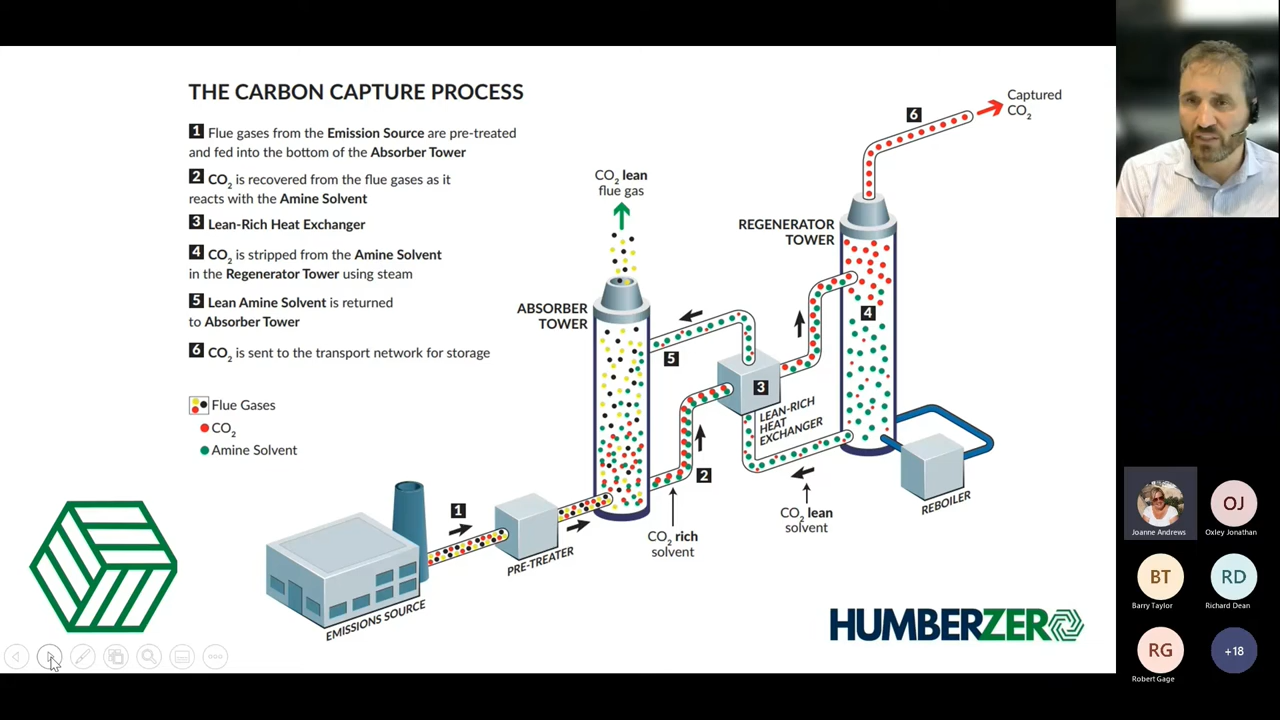 THE CARBON CAPTURE PROCESS
1 Flue gases from the Emission Source are pre-treated
and fed into the bottom of the Absorber Tower
2 CO₂ is recovered from the flue gases as it
reacts with the Amine Solvent
3 Lean-Rich Heat Exchanger
4 CO₂ is stripped from the Amine Solvent
in the Regenerator Tower using steam
5 Lean Amine Solvent is returned
to Absorber Tower
6 CO₂ is sent to the transport network for storage
Flue Gases
CO₂
Amine Solvent
CO₂ lean
flue gas
ABSORBER
TOWER
REGENERATOR
TOWER
6
Captured
CO₂
4
5
3
LEAN-RICH
HEAT
EXCHANGER
2
1
CO₂ rich
solvent
CO₂ lean
solvent
REBOILER
PRE-TREATER
EMISSIONS SOURCE
HUMBERZERO
Joanne Andrews
OJ
Oxley Jonathan
BT
Barry Taylor
RD
Richard Dean
RG
Robert Gage
+18